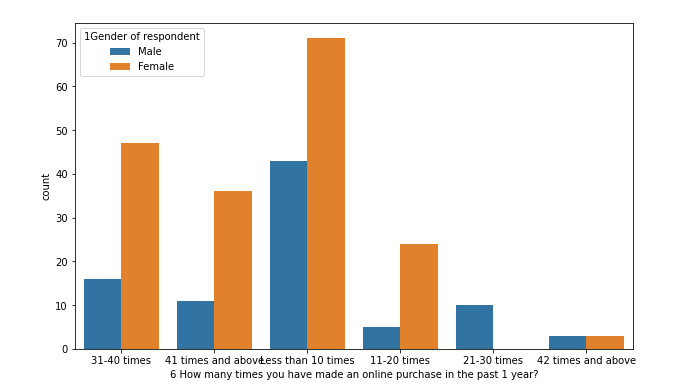 1Gender of respondent
Male
Female
70
60
50
40
30
20
10
0
count
31-40 times 41 times and above Less than 10 times 11-20 times 21-30 times 42 times and above
6 How many times you have made an online purchase in the past 1 year?